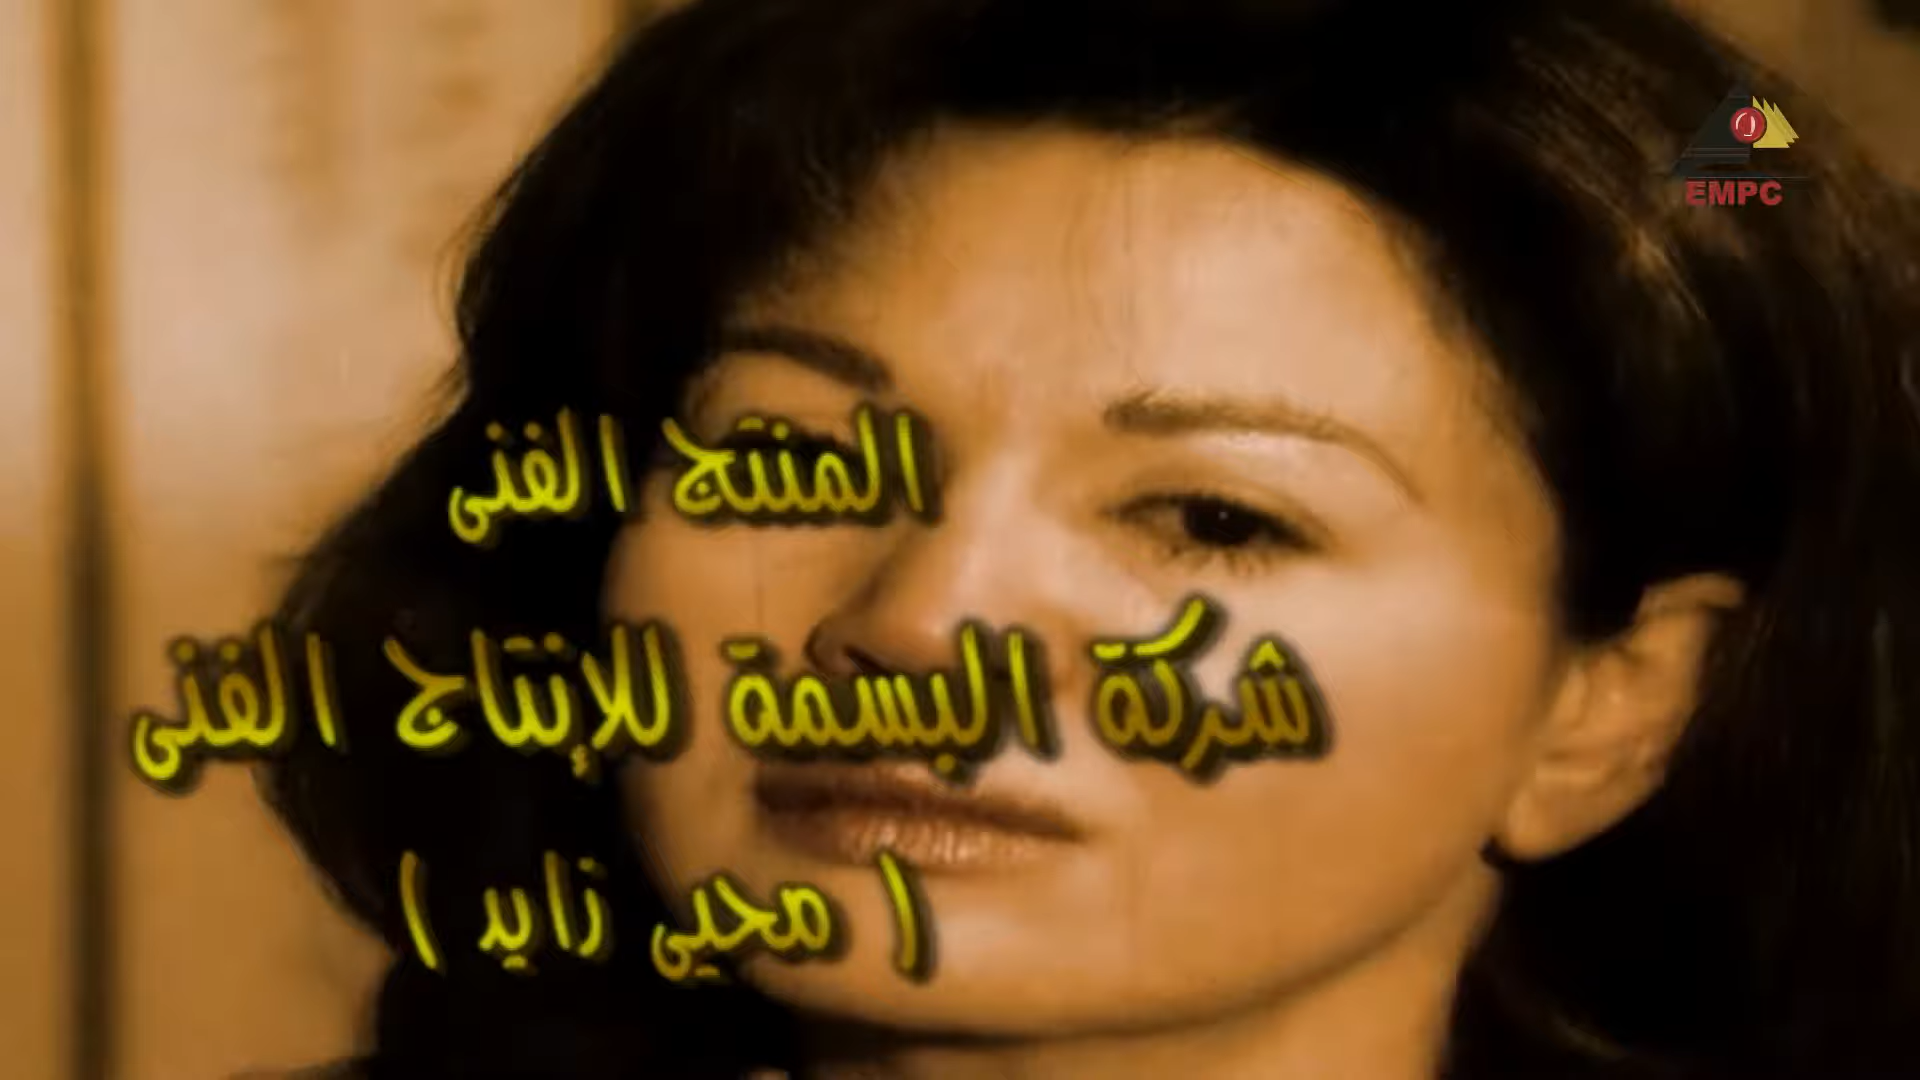 EMPC
المنتج الفنى
شركة البسمة للإنتاج الفنى
( محيى زايد )